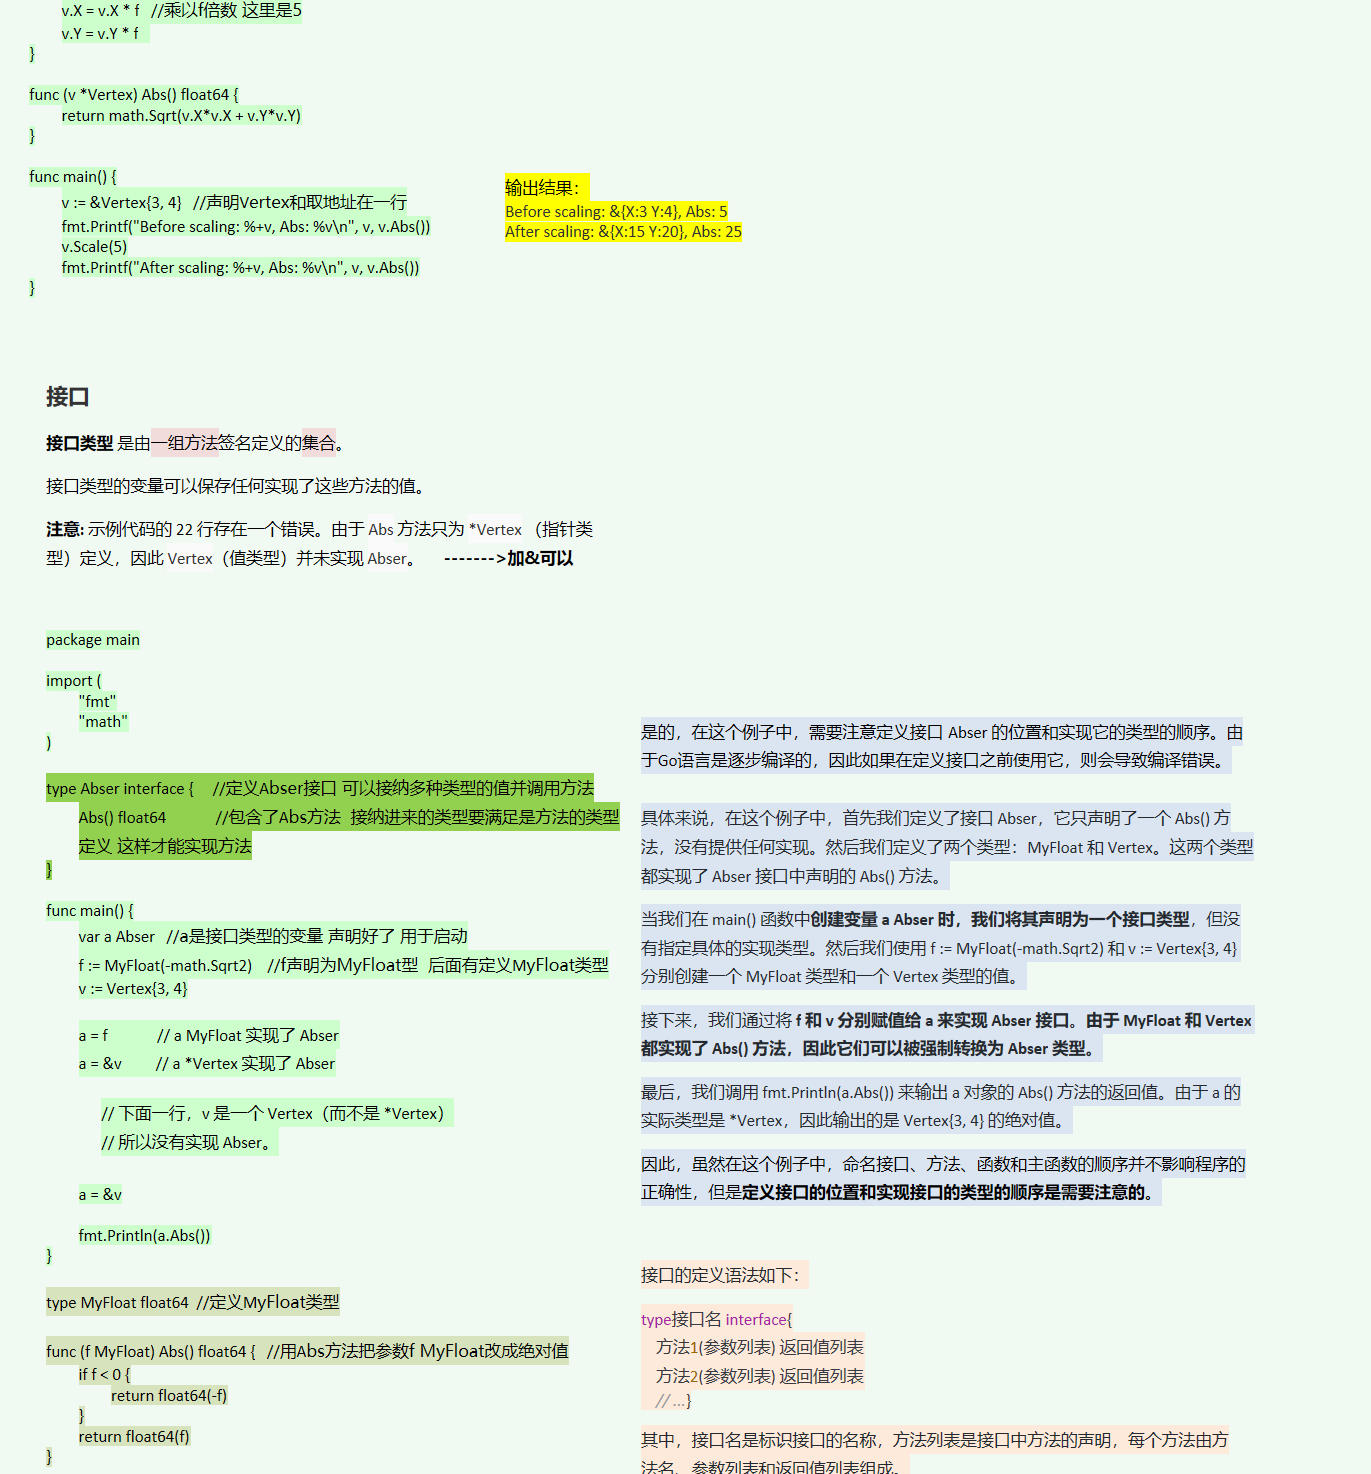 v.X = v.X * f //乘以f倍数 这里是5
v.Y = v.Y * f
}
func (v *Vertex) Abs() float64 {
return math.Sqrt(v.X*v.X + v.Y*v.Y)
}
func main() {
v := &Vertex{3, 4} //声明Vertex和取地址在一行
fmt.Printf("Before scaling: %+v, Abs: %v\n", v, v.Abs())
v.Scale(5)
fmt.Printf("After scaling: %+v, Abs: %v\n", v, v.Abs())
}
输出结果：
Before scaling: &{X:3 Y:4}, Abs: 5
After scaling: &{X:15 Y:20}, Abs: 25
接口
接口类型 是由一组方法签名定义的集合。
接口类型的变量可以保存任何实现了这些方法的值。
注意: 示例代码的 22 行存在一个错误。由于 Abs 方法只为 *Vertex （指针类
型）定义，因此 Vertex（值类型）并未实现 Abser。 ------->加&可以
package main
import (
"fmt"
"math"
)
type Abser interface { //定义Abser接口 可以接纳多种类型的值并调用方法
Abs() float64 //包含了Abs方法 接纳进来的类型要满足是方法的类型
定义 这样才能实现方法
}
func main() {
var a Abser //a是接口类型的变量 声明好了 用于启动
f := MyFloat(-math.Sqrt2) //f声明为MyFloat型 后面有定义MyFloat类型
v := Vertex{3, 4}
a = f // a MyFloat 实现了 Abser
a = &v // a *Vertex 实现了 Abser
// 下面一行，v 是一个 Vertex（而不是 *Vertex）
// 所以没有实现 Abser。
a = &v
fmt.Println(a.Abs())
}
type MyFloat float64 //定义MyFloat类型
func (f MyFloat) Abs() float64 { //用Abs方法把参数f MyFloat改成绝对值
if f < 0 {
return float64(-f)
}
return float64(f)
}
是的，在这个例子中，需要注意定义接口 Abser 的位置和实现它的类型的顺序。由
于Go语言是逐步编译的，因此如果在定义接口之前使用它，则会导致编译错误。
具体来说，在这个例子中，首先我们定义了接口 Abser，它只声明了一个 Abs() 方
法，没有提供任何实现。然后我们定义了两个类型：MyFloat 和 Vertex。这两个类型
都实现了 Abser 接口中声明的 Abs() 方法。
当我们在 main() 函数中创建变量 a Abser 时，我们将其声明为一个接口类型，但没
有指定具体的实现类型。然后我们使用 f := MyFloat(-math.Sqrt2) 和 v := Vertex{3, 4}
分别创建一个 MyFloat 类型和一个 Vertex 类型的值。
接下来，我们通过将 f 和 v 分别赋值给 a 来实现 Abser 接口。由于 MyFloat 和 Vertex
都实现了 Abs() 方法，因此它们可以被强制转换为 Abser 类型。
最后，我们调用 fmt.Println(a.Abs()) 来输出 a 对象的 Abs() 方法的返回值。由于 a 的
实际类型是 *Vertex，因此输出的是 Vertex{3, 4} 的绝对值。
因此，虽然在这个例子中，命名接口、方法、函数和主函数的顺序并不影响程序的
正确性，但是定义接口的位置和实现接口的类型的顺序是需要注意的。
接口的定义语法如下：
type接口名 interface{
方法1(参数列表) 返回值列表
方法2(参数列表) 返回值列表
// ...}
其中，接口名是标识接口的名称，方法列表是接口中方法的声明，每个方法由方
法名、参数列表和返回值列表组成。